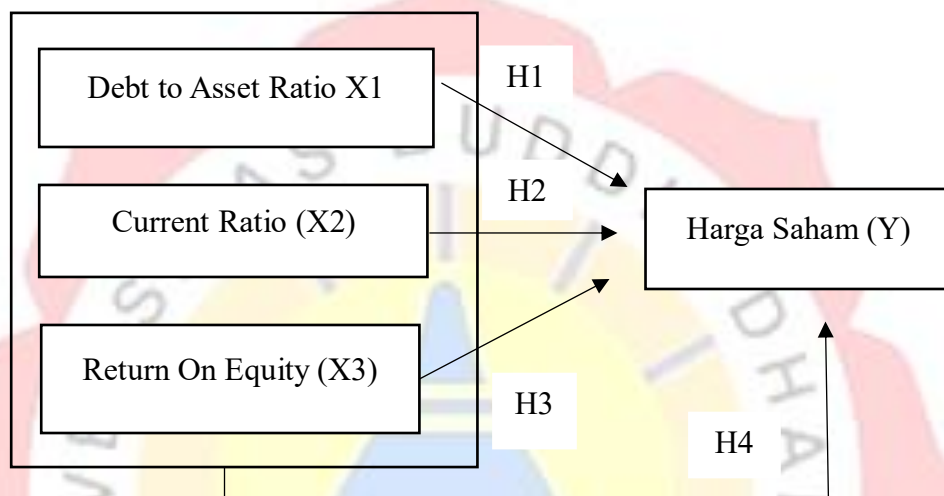 Debt to Asset Ratio X1
H1
H2
Current Ratio (X2)
Harga Saham (Y)
Return On Equity (X3)
H3
H4